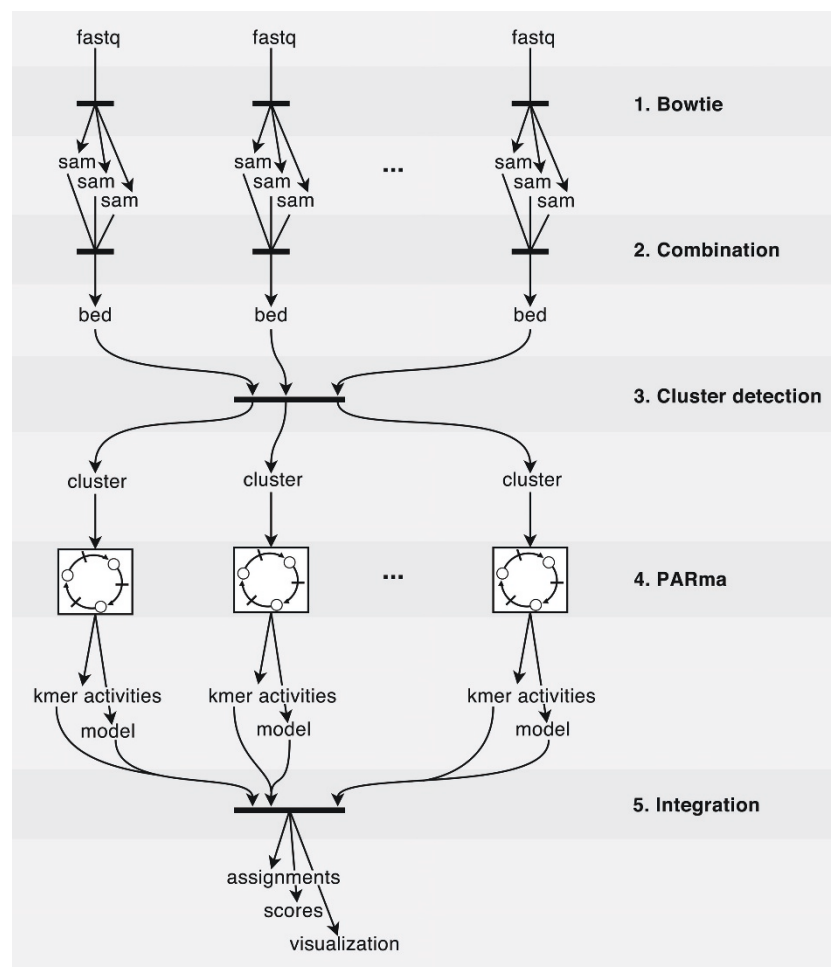 fastq fastq fastq
1. Bowtie
sam sam sam
...
sam sam sam
sam sam sam
2. Combination
bed bed bed
3. Cluster detection
cluster cluster cluster
... 4. PARma
kmer activities kmer activities kmer activities
model model model
5. Integration
assignments
scores
visualization